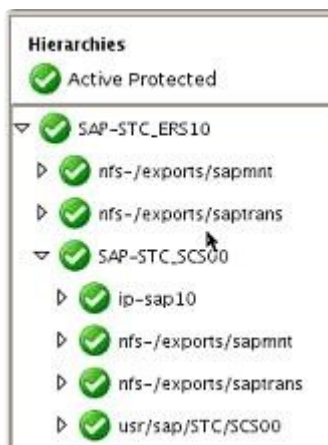 Hierarchies
Active Protected
SAP-STC_ERS10
nfs-/exports/sapmnt
nfs-/exports/saptrans
SAP-STC_SCS00
ip-sap10
nfs-/exports/sapmnt
nfs-/exports/saptrans
usr/sap/STC/SCS00